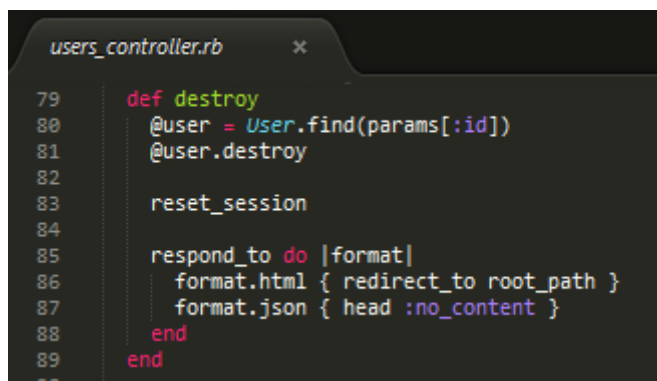 users_controller.rb ×
79 def destroy
80 @user = User.find(params[:id])
81 @user.destroy
82
83 reset_session
84
85 respond_to do |format|
86 format.html { redirect_to root_path }
87 format.json { head :no_content }
88 end
89 end